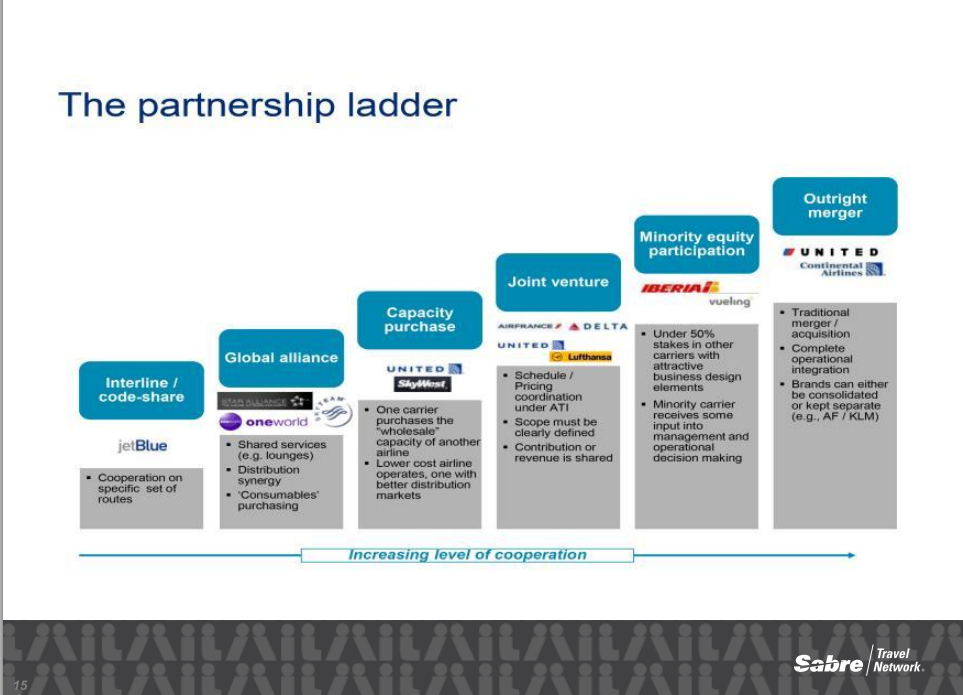 The partnership ladder
Interline /
code-share
jetBlue
▪ Cooperation on
specific set of
routes
Global alliance
STAR ALLIANCE
oneworld
SKYTEAM
▪ Shared services
(e.g. lounges)
▪ Distribution
synergy
▪ ‘Consumables’
purchasing
Capacity
purchase
UNITED
SkyWest
▪ One carrier
purchases the
“wholesale”
capacity of another
airline
▪ Lower cost airline
operates, one with
better distribution
markets
Joint venture
AIRFRANCE DELTA
UNITED
Lufthansa
▪ Schedule /
Pricing
coordination
under ATI
▪ Scope must be
clearly defined
▪ Contribution or
revenue is shared
Minority equity
participation
IBERIA
vueling
▪ Under 50%
stakes in other
carriers with
attractive
business design
elements
▪ Minority carrier
receives some
input into
management and
operational
decision making
Outright
merger
UNITED
Continental
Airlines
▪ Traditional
merger /
acquisition
▪ Complete
operational
integration
▪ Brands can either
be consolidated
or kept separate
(e.g., AF / KLM)
Increasing level of cooperation
15
Sabre Travel
Network.